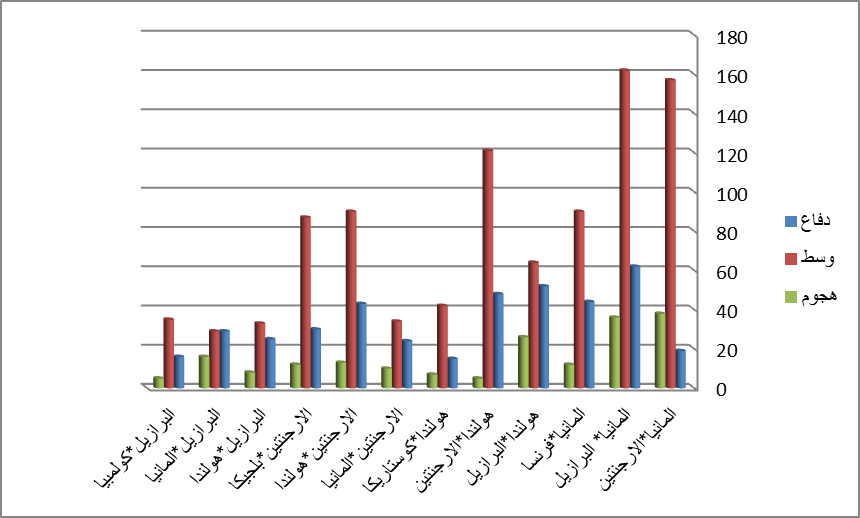 180
160
140
120
100
80
60
40
20
0
دفاع
وسط
هجوم
المانيا*الارجنتين
المانيا* البرازيل
المانيا*فرنسا
هولندا*البرازيل
هولندا*الارجنتين
هولندا*كوستاريكا
الارجنتين*المانيا
الارجنتين*هولندا
الارجنتين*بلجيكا
البرازيل*هولندا
البرازيل*المانيا
البرازيل*كولمبيا